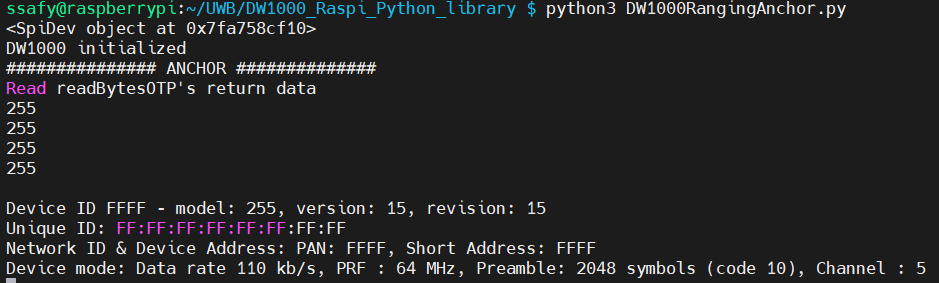 ssafy@raspberrypi:~/UWB/DW1000_Raspi_Python_library $ python3 DW1000RangingAnchor.py
<SpiDev object at 0x7fa758cf10>
DW1000 initialized
############### ANCHOR ##############
Read readBytesOTP's return data
255
255
255
255

Device ID FFFF - model: 255, version: 15, revision: 15
Unique ID: FF:FF:FF:FF:FF:FF:FF:FF
Network ID & Device Address: PAN: FFFF, Short Address: FFFF
Device mode: Data rate 110 kb/s, PRF : 64 MHz, Preamble: 2048 symbols (code 10), Channel : 5